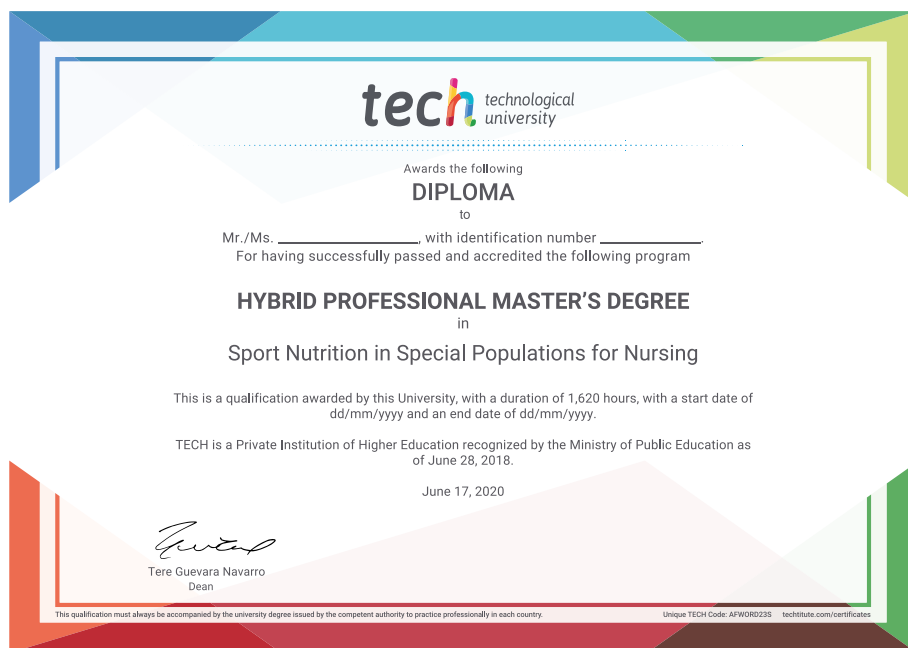 tech technological
university
Awards the following
DIPLOMA
to
Mr./Ms. ____________________, with identification number ______________.
For having successfully passed and accredited the following program
HYBRID PROFESSIONAL MASTER'S DEGREE
in
Sport Nutrition in Special Populations for Nursing
This is a qualification awarded by this University, with a duration of 1,620 hours, with a start date of
dd/mm/yyyy and an end date of dd/mm/yyyy.
TECH is a Private Institution of Higher Education recognized by the Ministry of Public Education as
of June 28, 2018.
June 17, 2020
Tere Guevara Navarro
Dean
This qualification must always be accompanied by the university degree issued by the competent authority to practice professionally in each country. Unique TECH Code: AFWORD23S techtitute.com/certificates